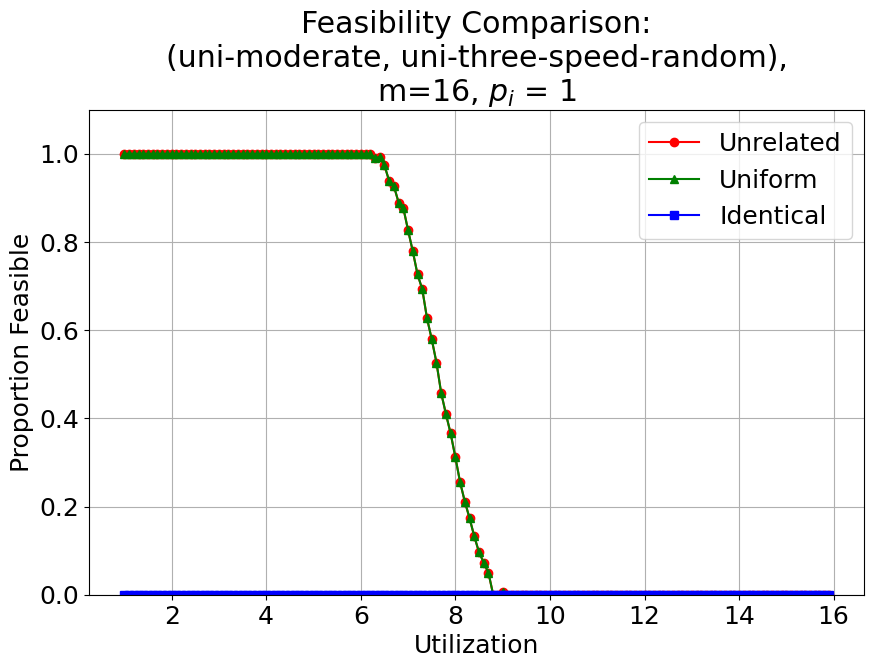 Feasibility Comparison:
(uni-moderate, uni-three-speed-random),
m=16, $p_i$ = 1
Unrelated
Uniform
Identical
1.0
0.8
0.6
0.4
0.2
0.0
Proportion Feasible
2 4 6 8 10 12 14 16
Utilization